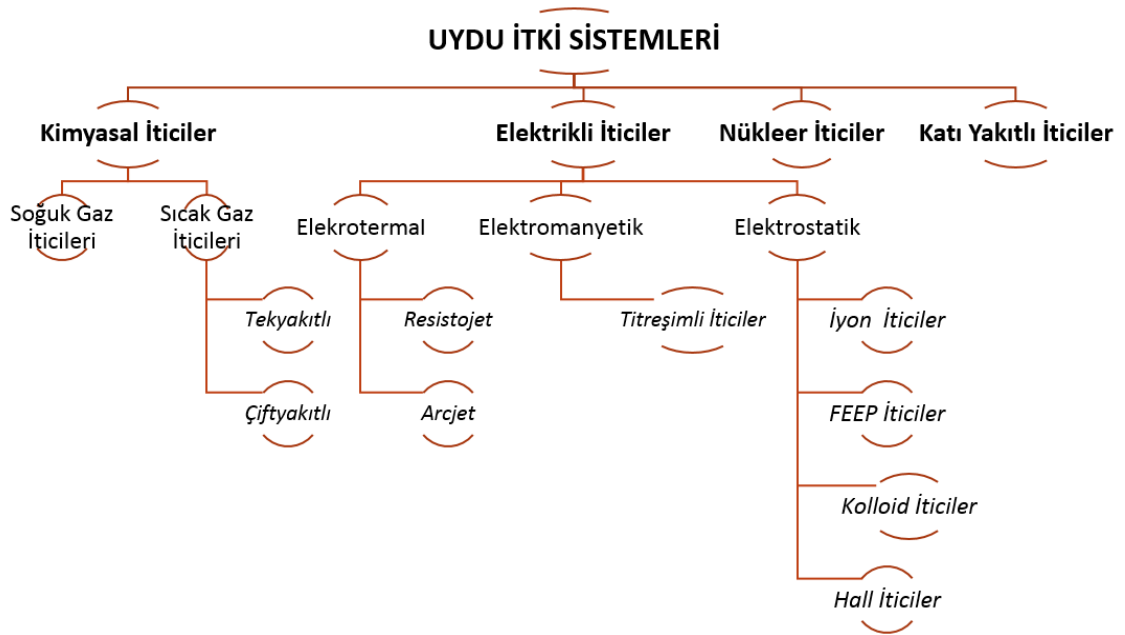 UYDU İTKİ SİSTEMLERİ
Kimyasal İticiler
Elektrikli İticiler
Nükleer İticiler
Katı Yakıtlı İticiler
Soğuk Gaz
İticileri
Sıcak Gaz
İticileri
Elekrotermal
Elektromanyetik
Elektrostatik
Tekyakıtlı
Resistojet
Titreşimli İticiler
İyon İticiler
Çiftyakıtlı
Arcjet
FEEP İticiler
Kolloid İticiler
Hall İticiler